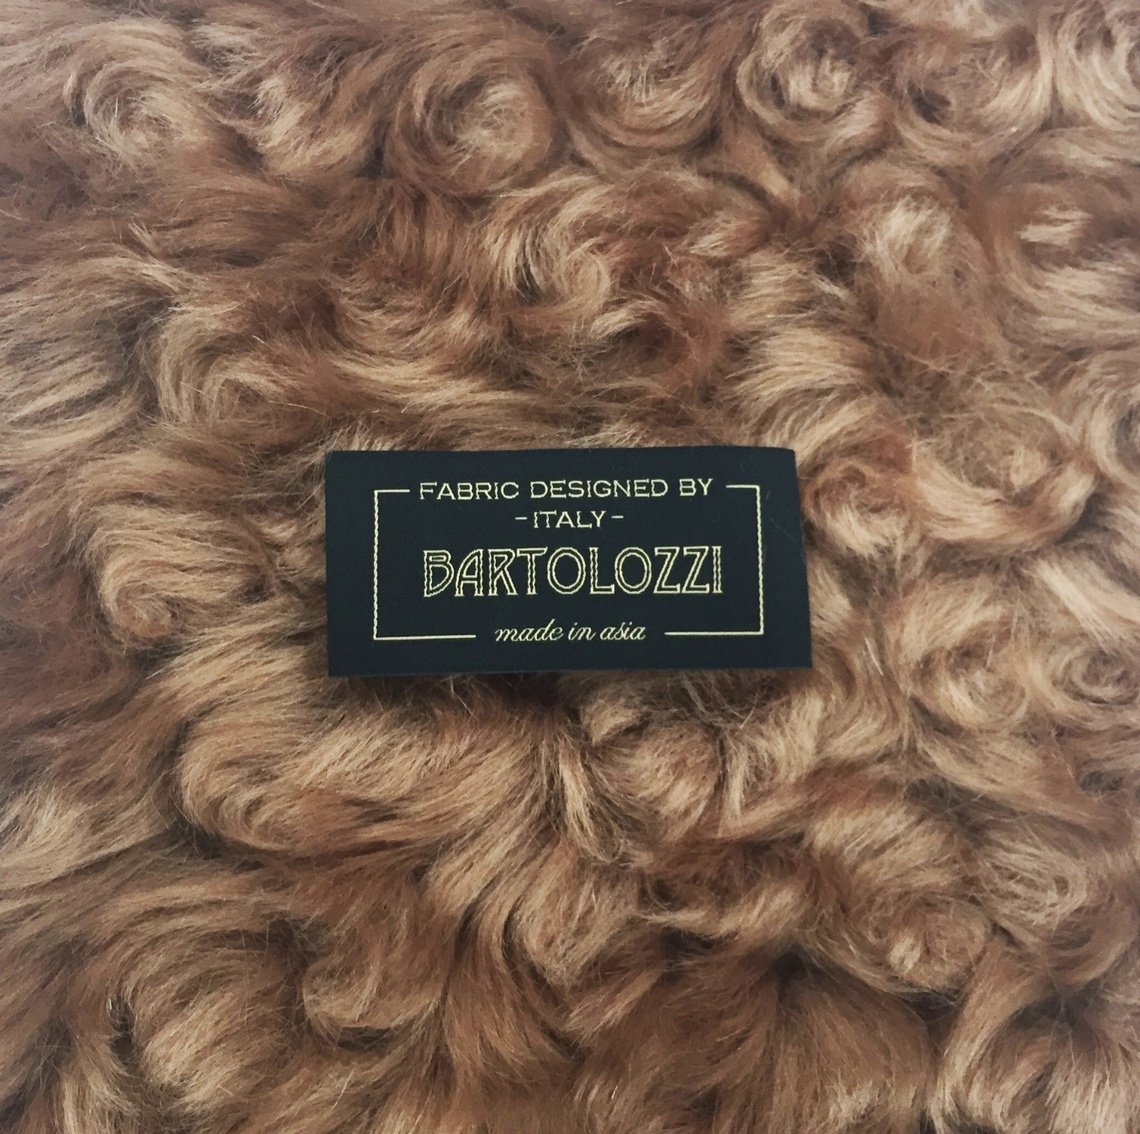 FABRIC DESIGNED BY
-ITALY-
BARTOLOZZI
made in asia